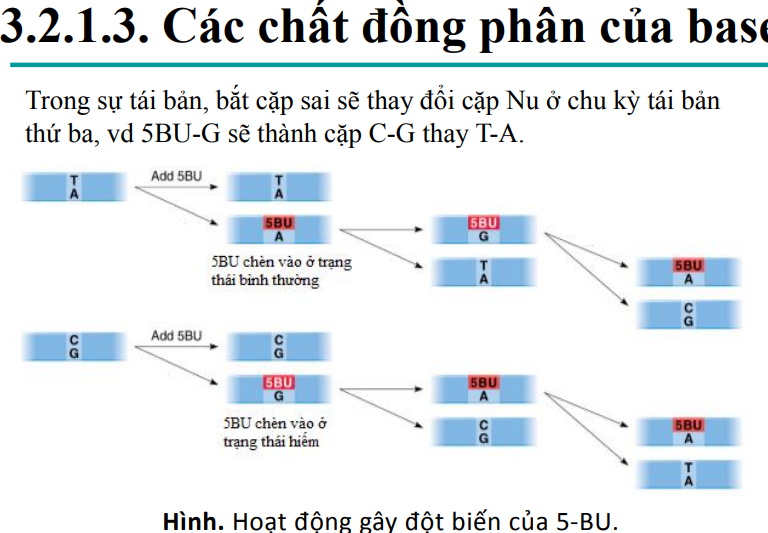 3.2.1.3. Các chất đồng phân của base
Trong sự tái bản, bắt cặp sai sẽ thay đổi cặp Nu ở chu kỳ tái bản
thứ ba, vd 5BU-G sẽ thành cặp C-G thay T-A.
T
A
Add 5BU
T
A
5BU
A
5BU chèn vào ở trạng
thái bình thường
5BU
G
T
A
5BU
A
C
G
C
G
Add 5BU
C
G
5BU
G
5BU chèn vào ở
trạng thái hiếm
5BU
A
C
G
5BU
A
T
A
Hình. Hoạt động gây đột biến của 5-BU.